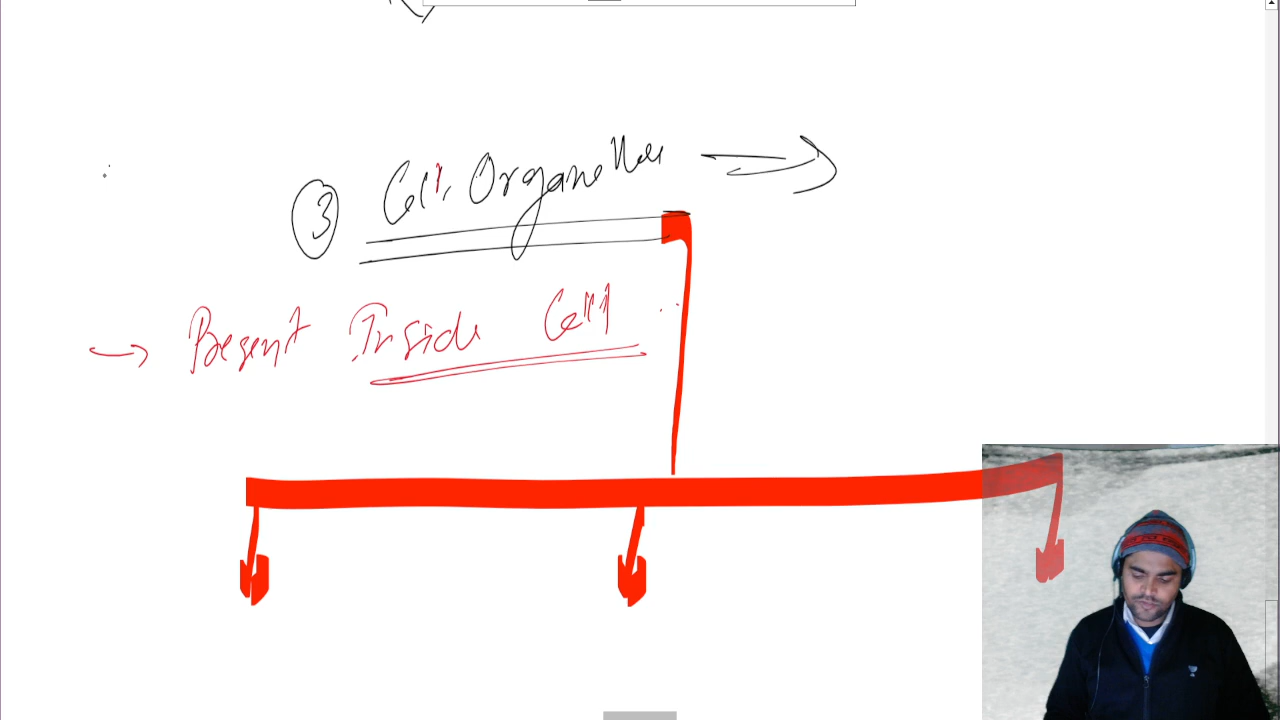 ③ Cell Organelles
→ Present Inside Cell